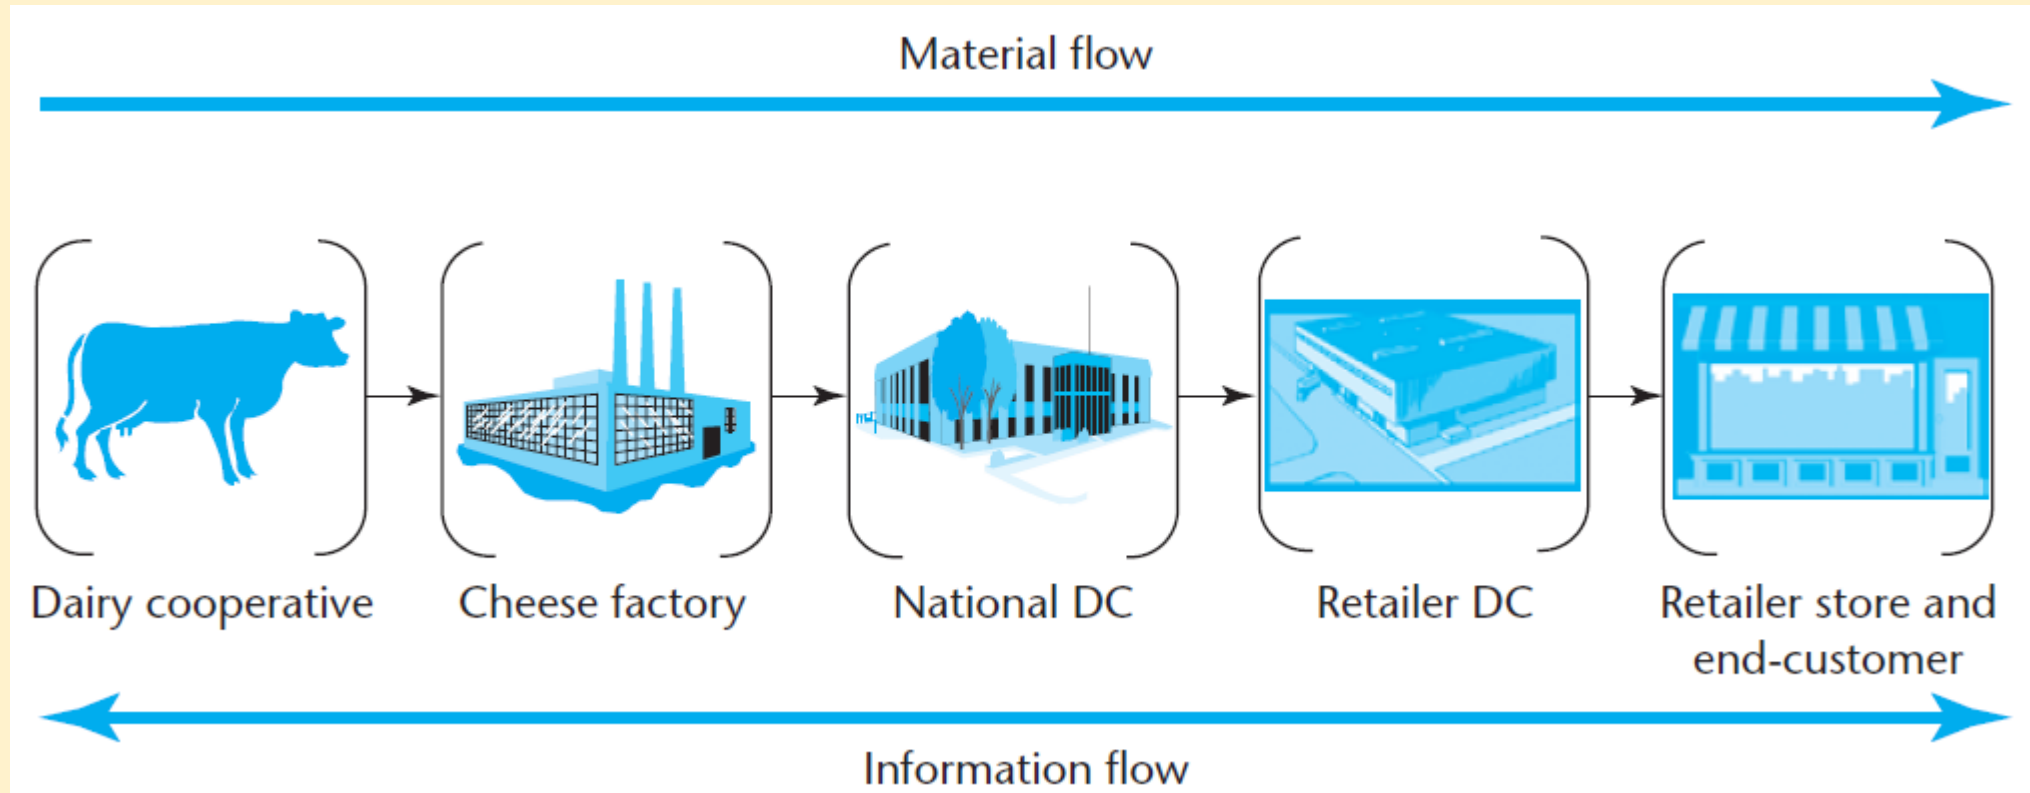 Material flow
Dairy cooperative
Cheese factory
National DC
Retailer DC
Retailer store and
end-customer
Information flow